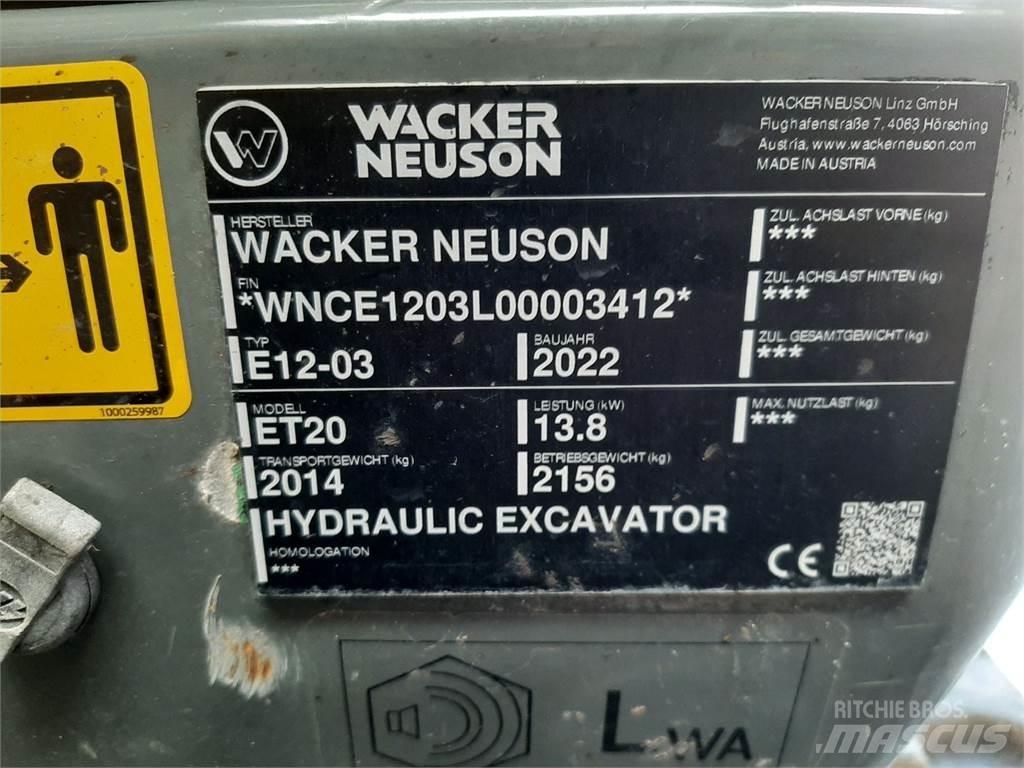 WACKER
NEUSON
WACKER NEUSON Linz GmbH
Flughafenstraße 7, 4063 Hörsching
Austria, www.wackerneuson.com
MADE IN AUSTRIA
HERSTELLER
WACKER NEUSON
ZUL. ACHSLAST VORNE (kg)
***
FIN
*WNCE1203L00003412*
ZUL. ACHSLAST HINTEN (kg)
***
TYP
E12-03
BAUJAHR
2022
ZUL. GESAMTGEWICHT (kg)
***
MODELL
ET20
LEISTUNG (kW)
13.8
MAX. NUTZLAST (kg)
***
TRANSPORTGEWICHT (kg)
2014
BETRIEBSGEWICHT (kg)
2156
HYDRAULIC EXCAVATOR
HOMOLOGATION
***
CE
1000259987
LWA
RITCHIE BROS.
MASCUS